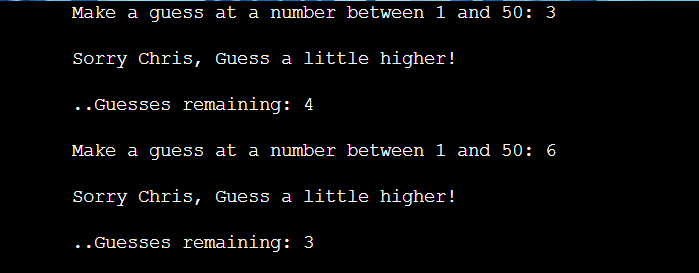 Make a guess at a number between 1 and 50: 3
Sorry Chris, Guess a little higher!
..Guesses remaining: 4
Make a guess at a number between 1 and 50: 6
Sorry Chris, Guess a little higher!
..Guesses remaining: 3